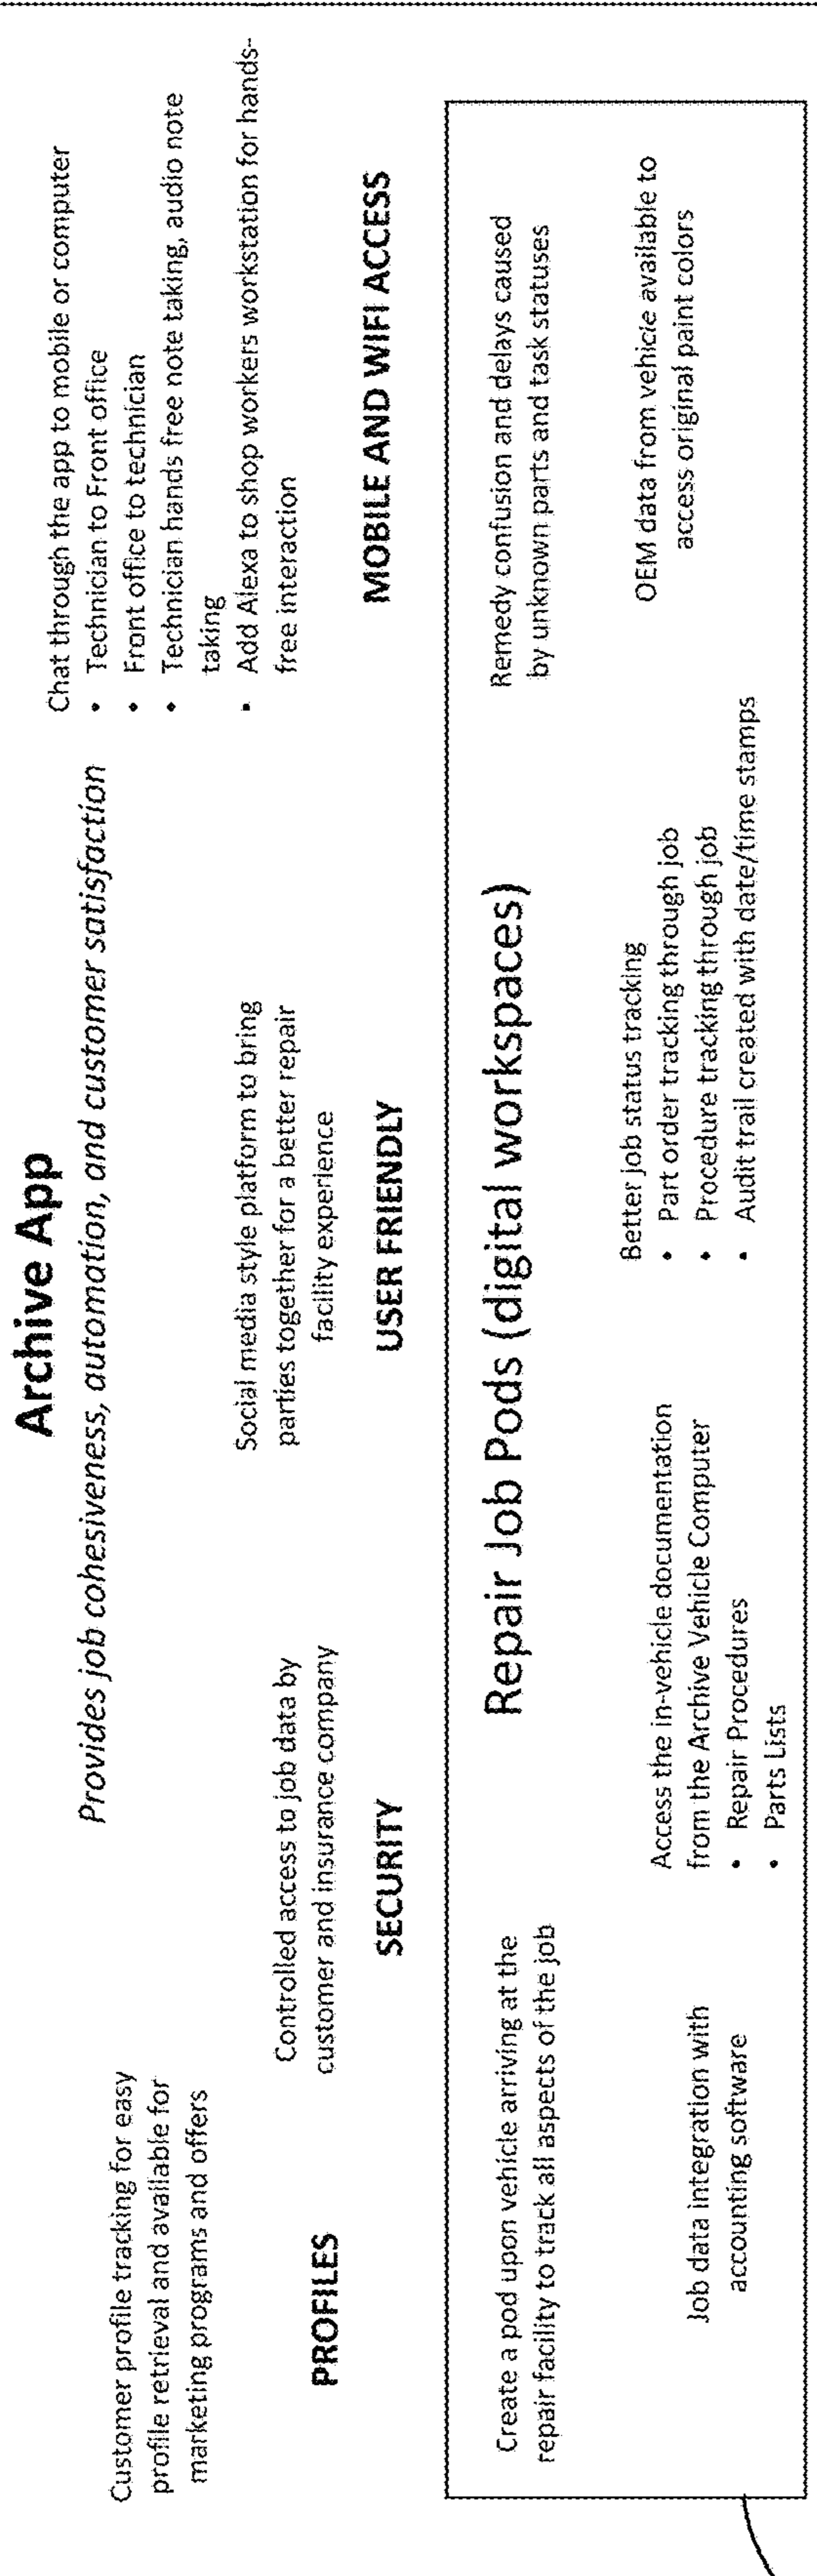 Archive App
Provides job cohesiveness, automation, and customer satisfaction
Customer profile tracking for easy
profile retrieval and available for
marketing programs and offers
PROFILES
Controlled access to job data by
customer and insurance company
SECURITY
Social media style platform to bring
parties together for a better repair
facility experience
USER FRIENDLY
Chat through the app to mobile or computer
• Technician to Front office
• Front office to technician
• Technician hands free note taking, audio note
taking
• Add Alexa to shop workers workstation for hands-
free interaction
MOBILE AND WIFI ACCESS
Repair Job Pods (digital workspaces)
Create a pod upon vehicle arriving at the
repair facility to track all aspects of the job
Remedy confusion and delays caused
by unknown parts and task statuses
Job data integration with
accounting software
Access the in-vehicle documentation
from the Archive Vehicle Computer
• Repair Procedures
• Parts Lists
Better job status tracking
• Part order tracking through job
• Procedure tracking through job
• Audit trail created with date/time stamps
OEM data from vehicle available to
access original paint colors